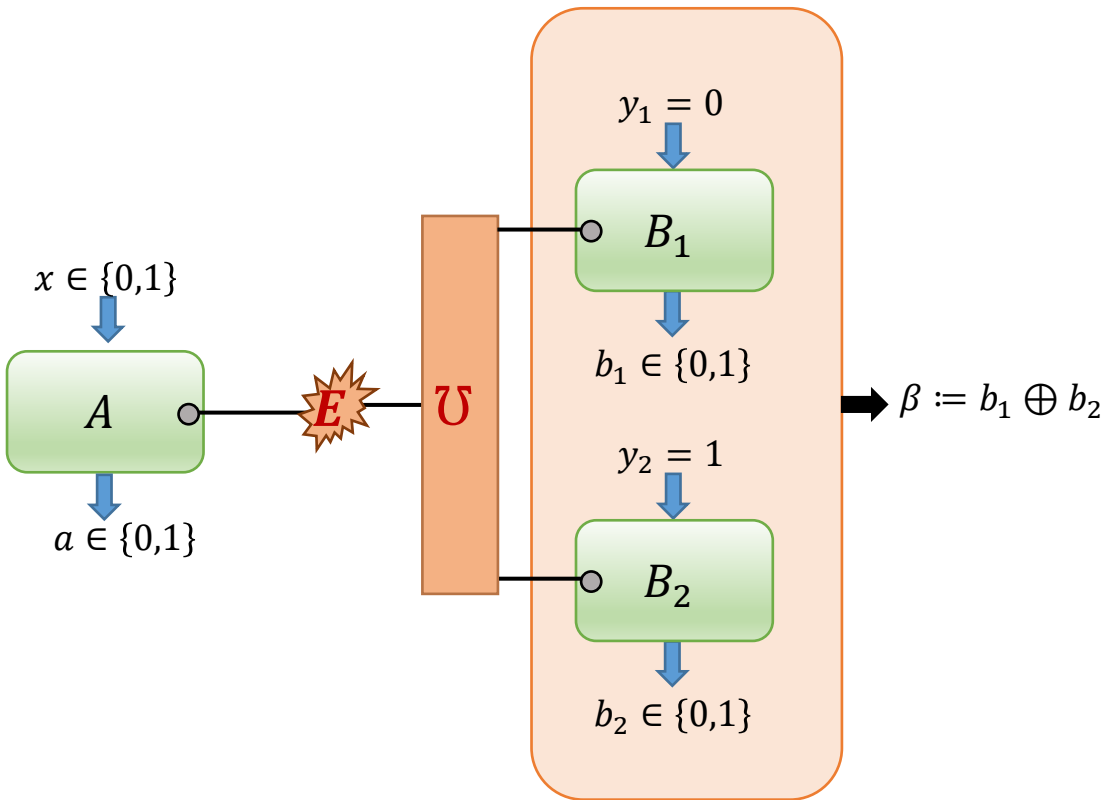 x ∈ {0,1}
A
a ∈ {0,1}
E
℧
y₁ = 0
B₁
b₁ ∈ {0,1}
y₂ = 1
B₂
b₂ ∈ {0,1}
β ≔ b₁ ⊕ b₂